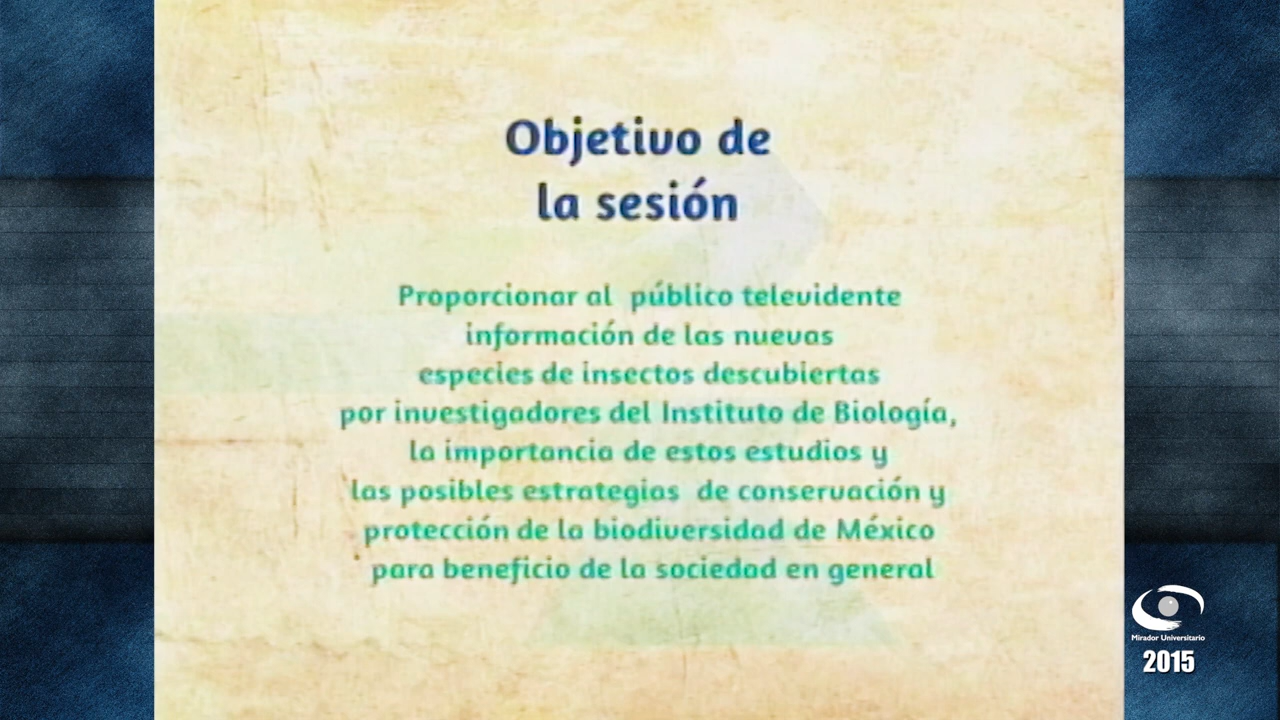 Objetivo de
la sesión
Proporcionar al público televidente
información de las nuevas
especies de insectos descubiertas
por investigadores del Instituto de Biología,
la importancia de estos estudios y
las posibles estrategias de conservación y
protección de la biodiversidad de México
para beneficio de la sociedad en general
Mirador Universitario
2015